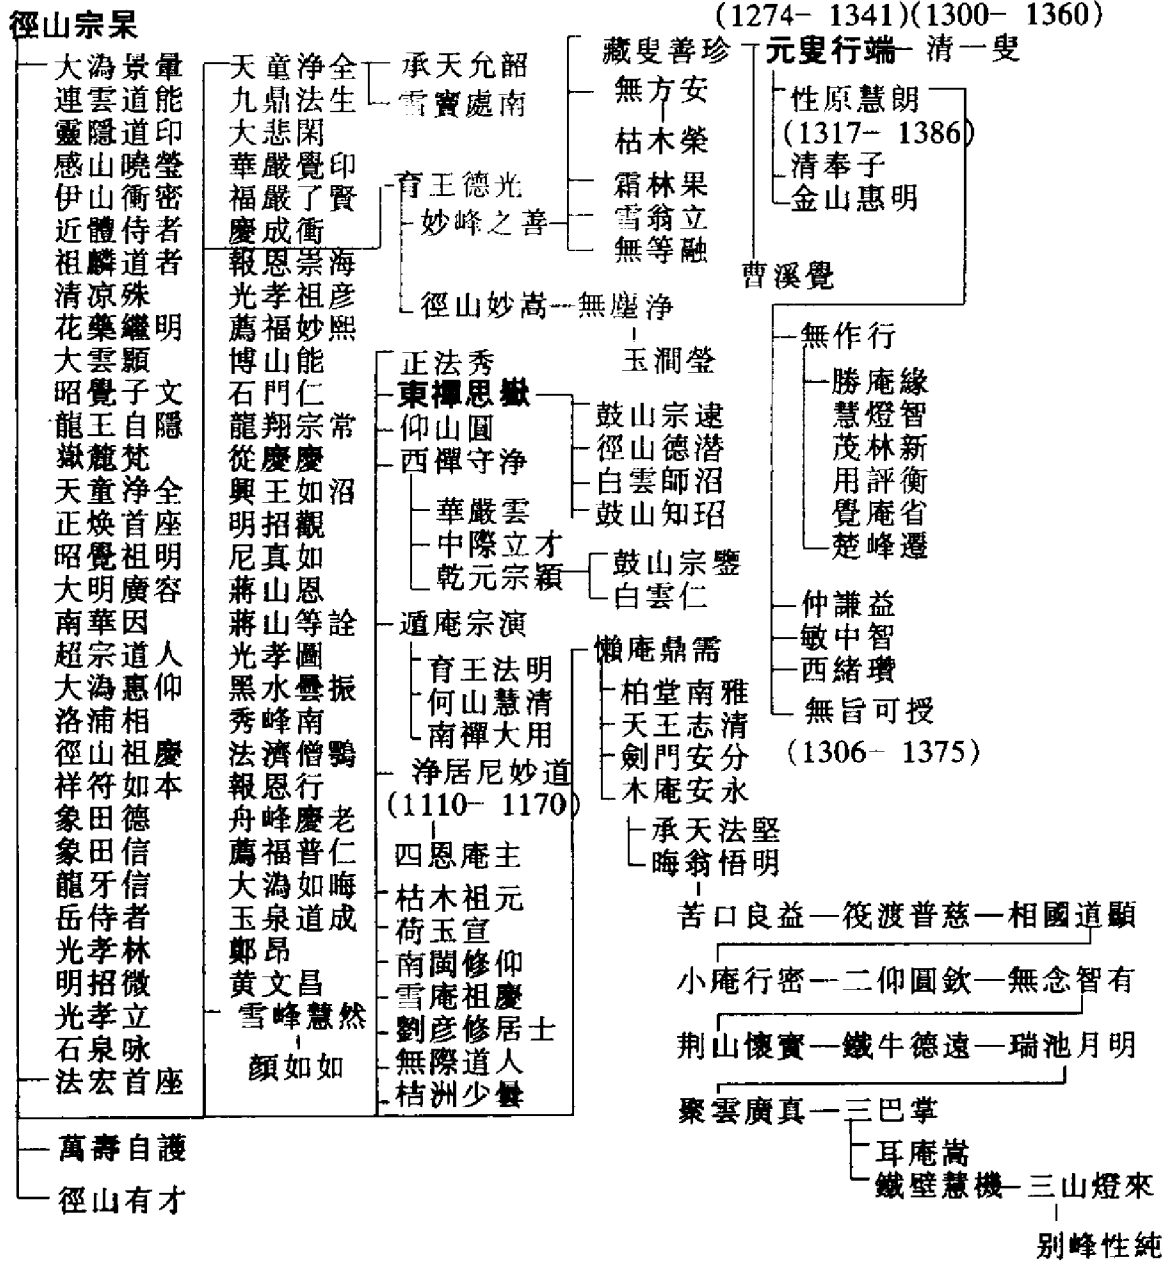 徑山宗杲
大溈景暈
連雲道能
靈隱道印
感山曉瑩
伊山衝密
近體侍者
祖麟道者
清凉殊
花藥繼明
大雲顥
昭覺子文
龍王自隱
嶽麓梵
天童浄全
正焕首座
昭覺祖明
大明廣容
南華因
超宗道人
大溈惠仰
洛浦相
徑山祖慶
祥符如本
象田德
象田信
龍牙信
岳侍者
光孝林
明招微
光孝立
石泉咏
法宏首座
萬壽自護
徑山有才
天童浄全
九鼎法生
大悲閑
華嚴覺印
福嚴了賢
慶成衝
報恩崇海
光孝祖彦
薦福妙熙
博山能
石門仁
龍翔宗常
從慶慶
興王如沼
明招觀
尼真如
蔣山恩
蔣山等詮
光孝圖
黑水曇振
秀峰南
法濟僧鶚
報恩行
舟峰慶老
薦福普仁
大溈如晦
玉泉道成
鄭昂
黄文昌
雪峰慧然
顔如如
承天允韶
雪竇處南
育王德光
妙峰之善
徑山妙嵩
無塵浄
玉澗瑩
正法秀
東禪思嶽
仰山圓
西禪守浄
華嚴雲
中際立才
乾元宗穎
遁庵宗演
育王法明
何山慧清
南禪大用
浄居尼妙道
(1110- 1170)
四恩庵主
枯木祖元
荷玉宣
南閩修仰
雪庵祖慶
劉彦修居士
無際道人
桔洲少曇
藏叟善珍
無方安
枯木榮
霜林果
雪翁立
無等融
(1274- 1341)(1300- 1360)
元叟行端
清一叟
性原慧朗
(1317- 1386)
清奉子
金山惠明
曹溪覺
無作行
勝庵緣
慧燈智
茂林新
用評衡
覺庵省
楚峰遷
仲謙益
敏中智
西緒瓚
無旨可授
(1306- 1375)
鼓山宗逮
徑山德潛
白雲師沼
鼓山知玿
鼓山宗鑒
白雲仁
懶庵鼎需
柏堂南雅
天王志清
劍門安分
木庵安永
承天法堅
晦翁悟明
苦口良益
筏渡普慈
相國道顯
小庵行密
二仰圓欽
無念智有
荆山懷寶
鐵牛德遠
瑞池月明
聚雲廣真
三巴掌
耳庵嵩
鐵壁慧機
三山燈來
别峰性純